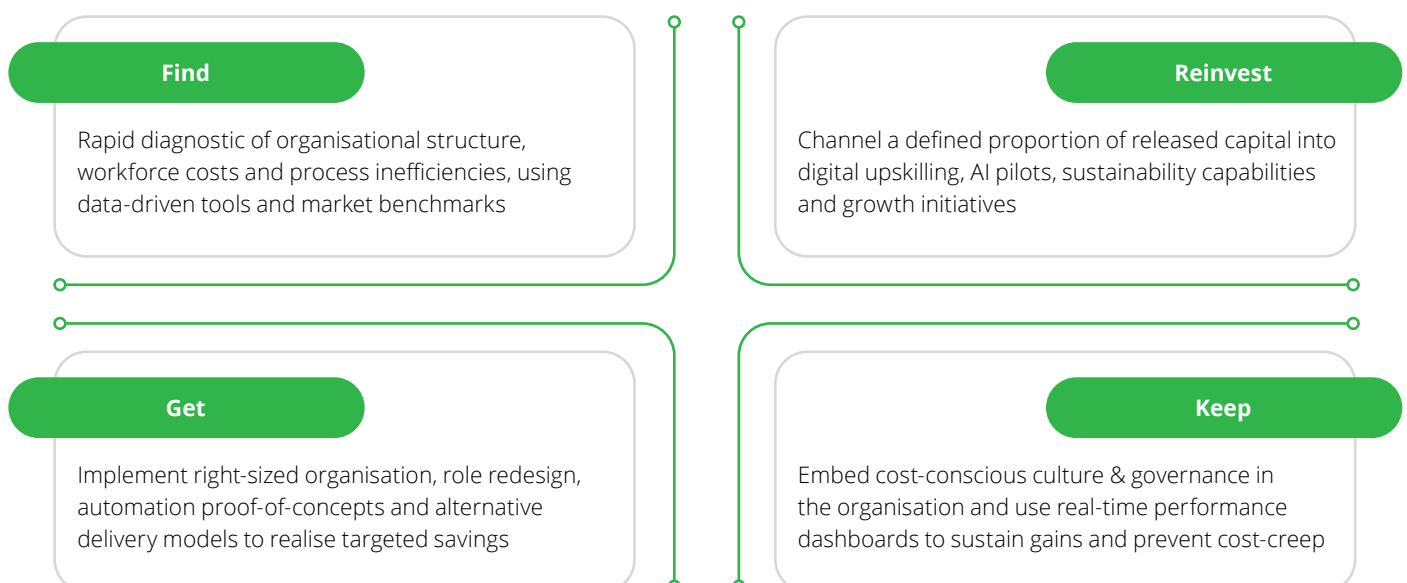 Find
Rapid diagnostic of organisational structure,
workforce costs and process inefficiencies, using
data-driven tools and market benchmarks
Reinvest
Channel a defined proportion of released capital into
digital upskilling, AI pilots, sustainability capabilities
and growth initiatives
Get
Implement right-sized organisation, role redesign,
automation proof-of-concepts and alternative
delivery models to realise targeted savings
Keep
Embed cost-conscious culture & governance in
the organisation and use real-time performance
dashboards to sustain gains and prevent cost-creep